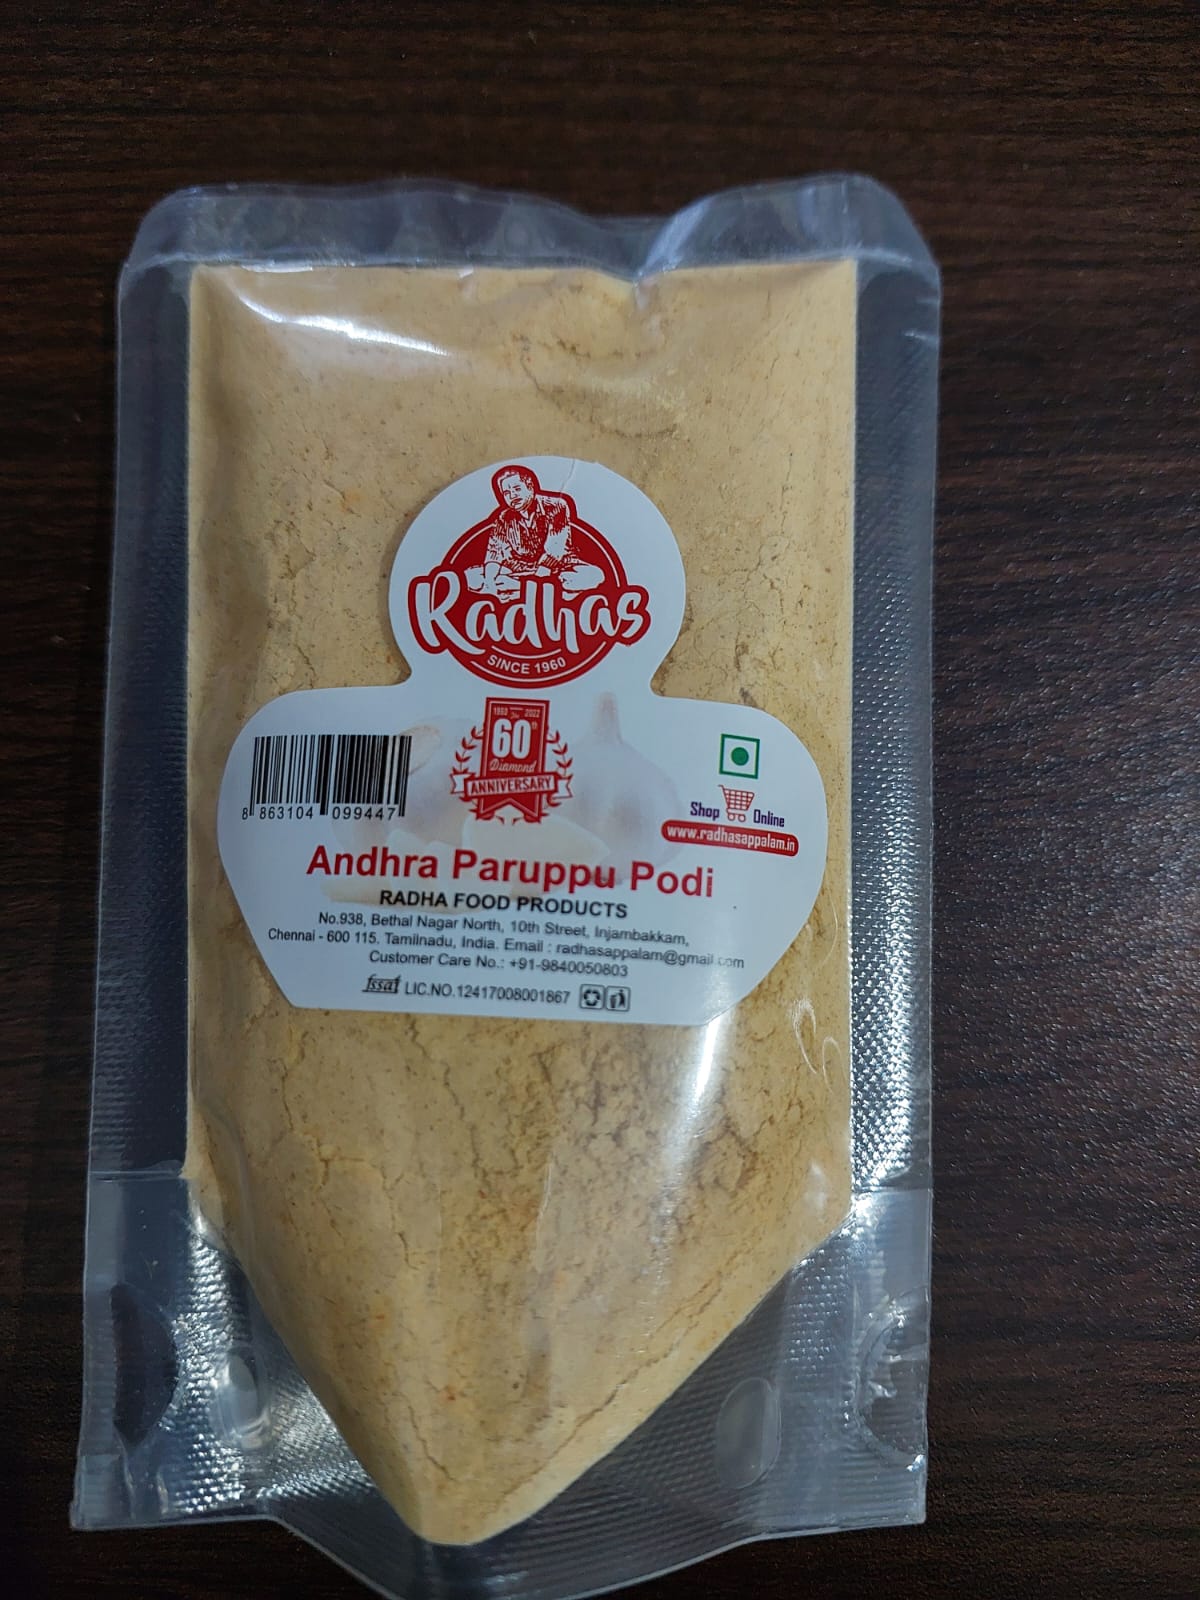 Radhas
SINCE 1960
1960 2022
60th
Diamond
ANNIVERSARY
8 863104 099447
Shop Online
www.radhasappalam.in
Andhra Paruppu Podi
RADHA FOOD PRODUCTS
No.938, Bethal Nagar North, 10th Street, Injambakkam,
Chennai - 600 115. Tamilnadu, India. Email : radhasappalam@gmail.com
Customer Care No.: +91-9840050803
fssai LIC.NO.12417008001867